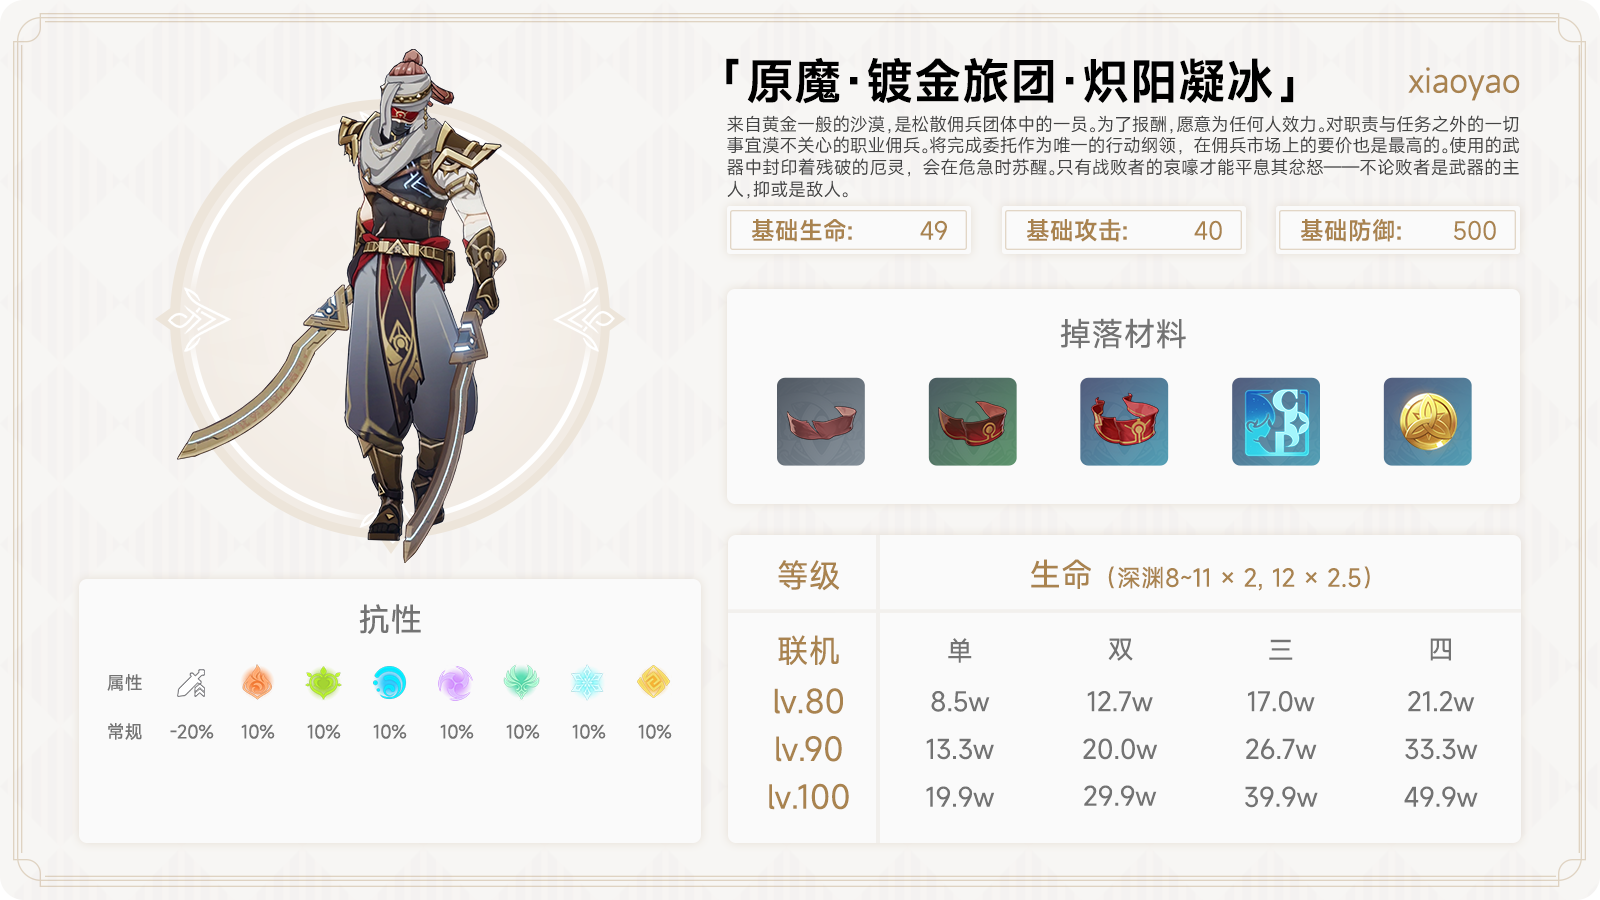 「原魔·镀金旅团·炽阳凝冰」
xiaoyao
来自黄金一般的沙漠,是松散佣兵团体中的一员。为了报酬,愿意为任何人效力。对职责与任务之外的一切
事宜漠不关心的职业佣兵。将完成委托作为唯一的行动纲领，在佣兵市场上的要价也是最高的。使用的武
器中封印着残破的厄灵，会在危急时苏醒。只有战败者的哀嚎才能平息其忿怒——不论败者是武器的主
人,抑或是敌人。
基础生命: 49
基础攻击: 40
基础防御: 500
掉落材料
CDP
抗性
属性
常规 -20% 10% 10% 10% 10% 10% 10% 10%
等级 生命（深渊8~11 × 2, 12 × 2.5）
联机 单 双 三 四
lv.80 8.5w 12.7w 17.0w 21.2w
lv.90 13.3w 20.0w 26.7w 33.3w
lv.100 19.9w 29.9w 39.9w 49.9w